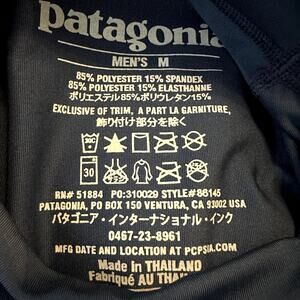 patagonia
MEN'S M
85% POLYESTER 15% SPANDEX
85% POLYESTER 15% ELASTHANNE
ポリエステル85%ポリウレタン15%
EXCLUSIVE OF TRIM, A PART LA GARNITURE,
飾り付け部分を除く
30C
30
RN# 51884 PO:310029 STYLE#86145
PATAGONIA, PO BOX 150 VENTURA, CA 93002 USA
パタゴニア・インターナショナル・インク
0467-23-8961
MFG DATE AND LOCATION AT PCPSIA.COM
Made in THAILAND
Fabriqué AU THA